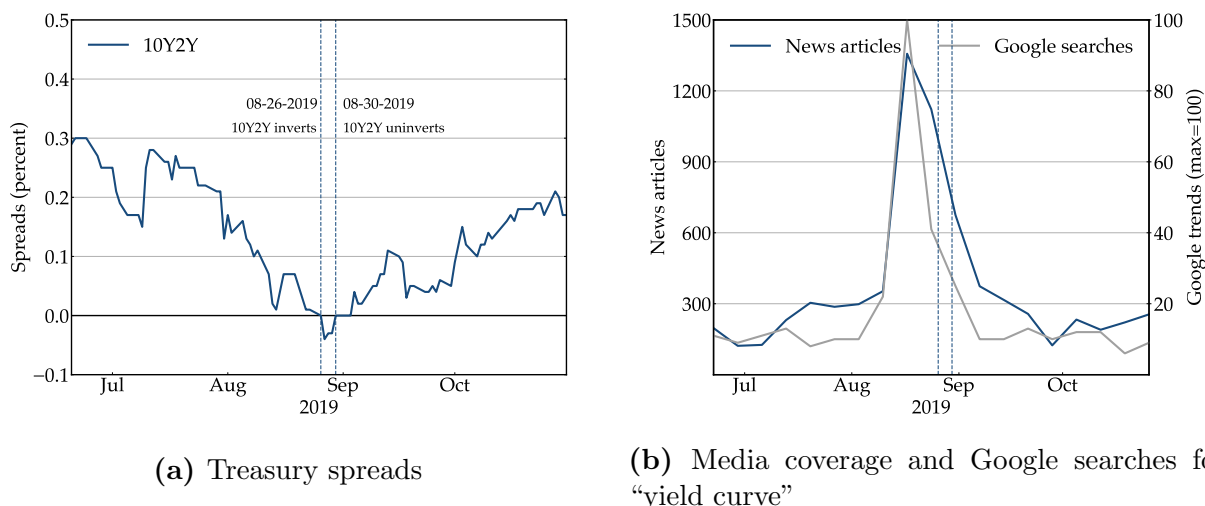 10Y2Y
08-26-2019
10Y2Y inverts
08-30-2019
10Y2Y uninverts
Spreads (percent)
0.5
0.4
0.3
0.2
0.1
0.0
−0.1
Jul Aug Sep Oct
2019
(a) Treasury spreads
News articles
Google searches
News articles
1500
1200
900
600
300
Google trends (max=100)
100
80
60
40
20
Jul Aug Sep Oct
2019
(b) Media coverage and Google searches fo
“yield curve”